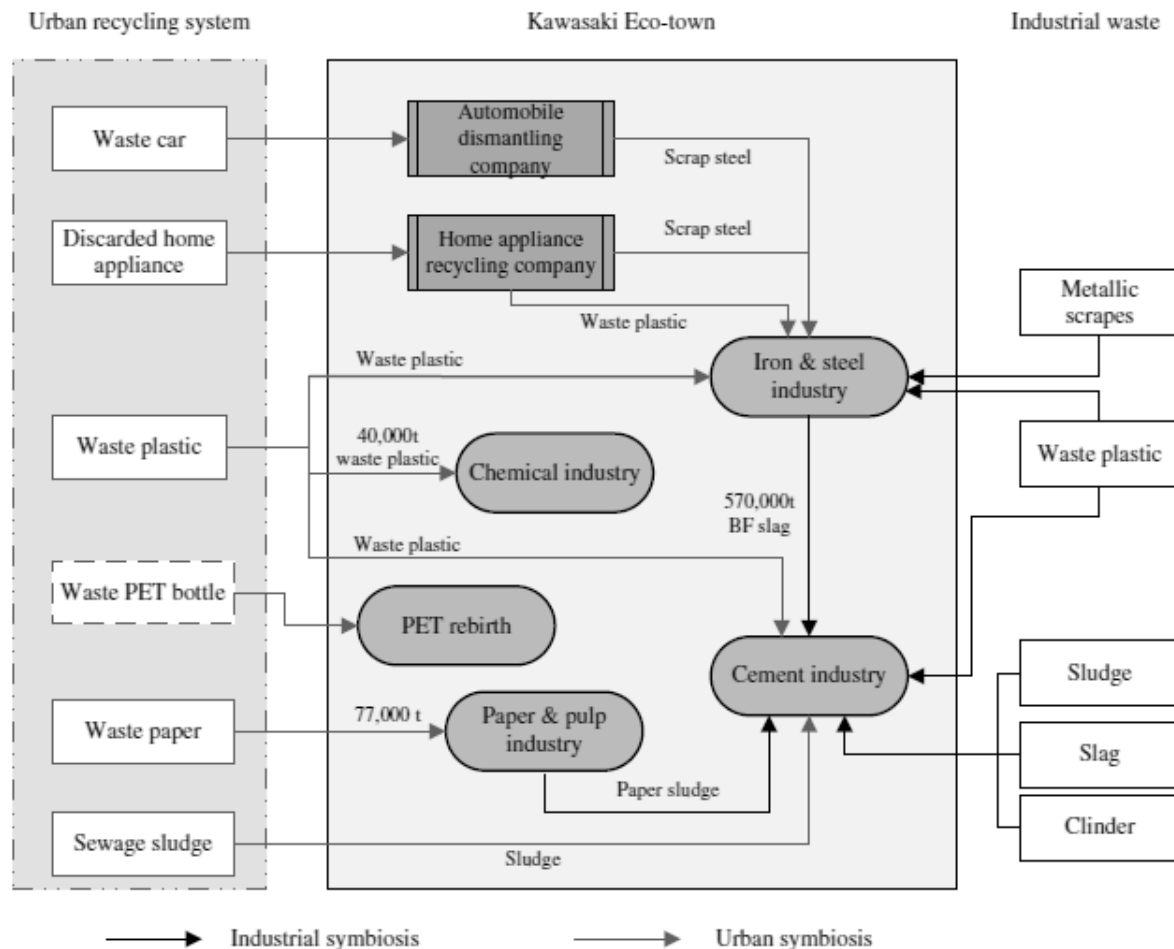 Urban recycling system
Kawasaki Eco-town
Industrial waste
Waste car
Automobile
dismantling
company
Scrap steel
Discarded home
appliance
Home appliance
recycling company
Scrap steel
Waste plastic
Metallic
scrapes
Waste plastic
Iron & steel
industry
Waste plastic
40,000t
waste plastic
Chemical industry
570,000t
BF slag
Waste plastic
Waste plastic
Waste PET bottle
PET rebirth
Cement industry
Sludge
Waste paper
77,000 t
Paper & pulp
industry
Slag
Paper sludge
Clinder
Sewage sludge
Sludge
Industrial symbiosis
Urban symbiosis